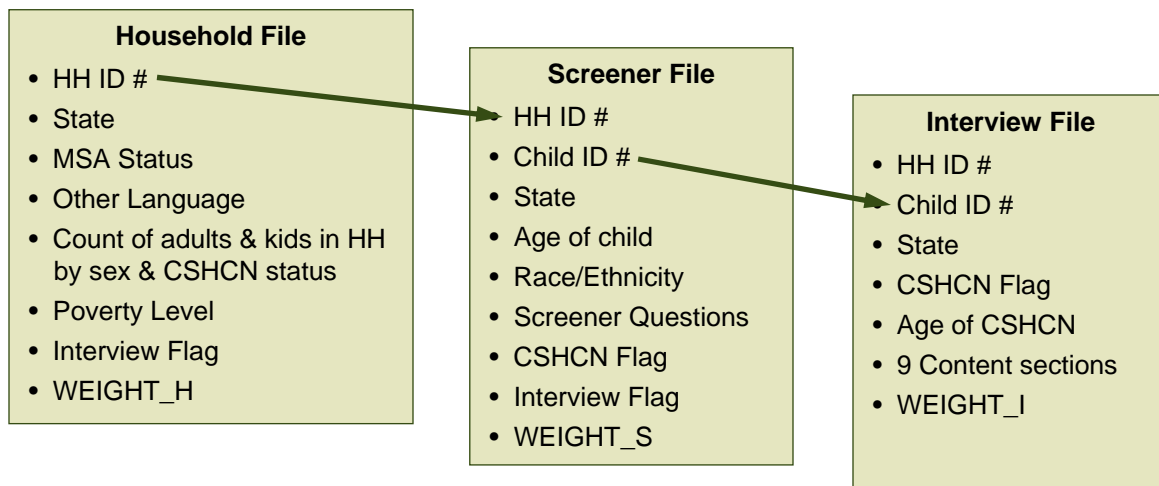 Household File
• HH ID #
• State
• MSA Status
• Other Language
• Count of adults & kids in HH
by sex & CSHCN status
• Poverty Level
• Interview Flag
• WEIGHT_H
Screener File
• HH ID #
• Child ID #
• State
• Age of child
• Race/Ethnicity
• Screener Questions
• CSHCN Flag
• Interview Flag
• WEIGHT_S
Interview File
• HH ID #
• Child ID #
• State
• CSHCN Flag
• Age of CSHCN
• 9 Content sections
• WEIGHT_I